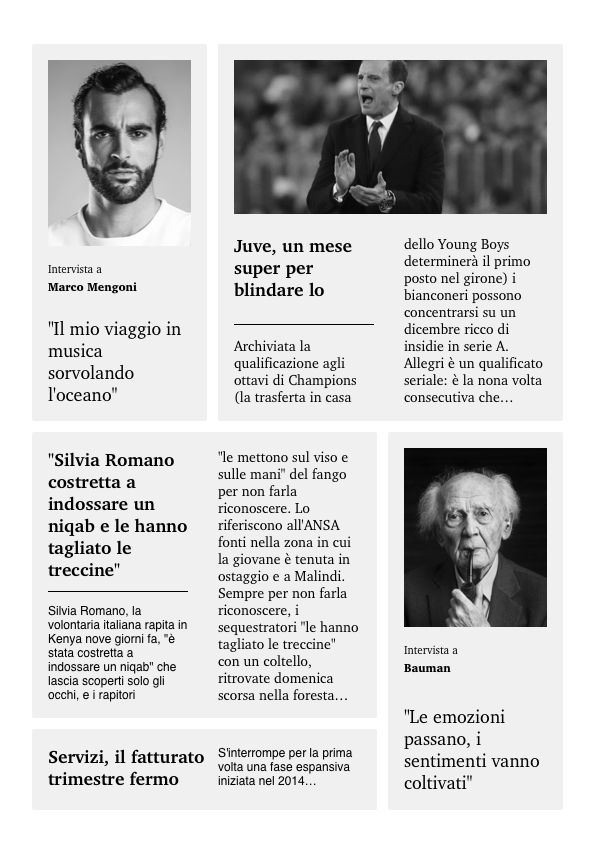 Intervista a
Marco Mengoni
"Il mio viaggio in
musica
sorvolando
l'oceano"
Juve, un mese
super per
blindare lo
Archiviata la
qualificazione agli
ottavi di Champions
(la trasferta in casa
dello Young Boys
determinerà il primo
posto nel girone) i
bianconeri possono
concentrarsi su un
dicembre ricco di
insidie in serie A.
Allegri è un qualificato
seriale: è la nona volta
consecutiva che…
"Silvia Romano
costretta a
indossare un
niqab e le hanno
tagliato le
treccine"
Silvia Romano, la
volontaria italiana rapita in
Kenya nove giorni fa, "è
stata costretta a
indossare un niqab" che
lascia scoperti solo gli
occhi, e i rapitori
"le mettono sul viso e
sulle mani" del fango
per non farla
riconoscere. Lo
riferiscono all'ANSA
fonti nella zona in cui
la giovane è tenuta in
ostaggio e a Malindi.
Sempre per non farla
riconoscere, i
sequestratori "le hanno
tagliato le treccine"
con un coltello,
ritrovate domenica
scorsa nella foresta…
Intervista a
Bauman
"Le emozioni
passano, i
sentimenti vanno
coltivati"
Servizi, il fatturato
trimestre fermo
S'interrompe per la prima
volta una fase espansiva
iniziata nel 2014…